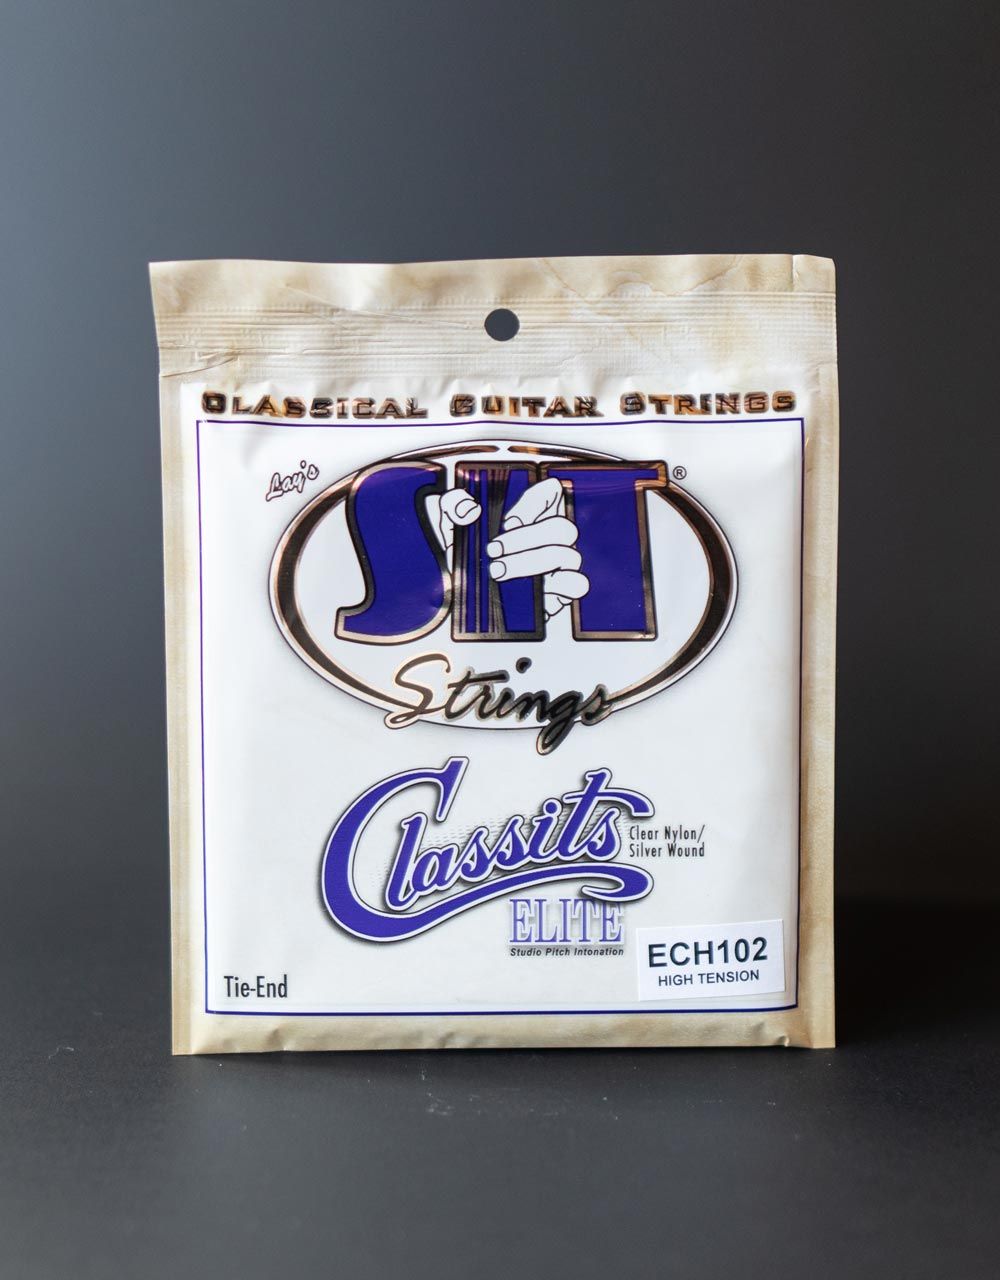 CLASSICAL GUITAR STRINGS
Lay's
SIT®
Strings
Classits
Clear Nylon/
Silver Wound
ELITE
Studio Pitch Intonation
ECH102
HIGH TENSION
Tie-End